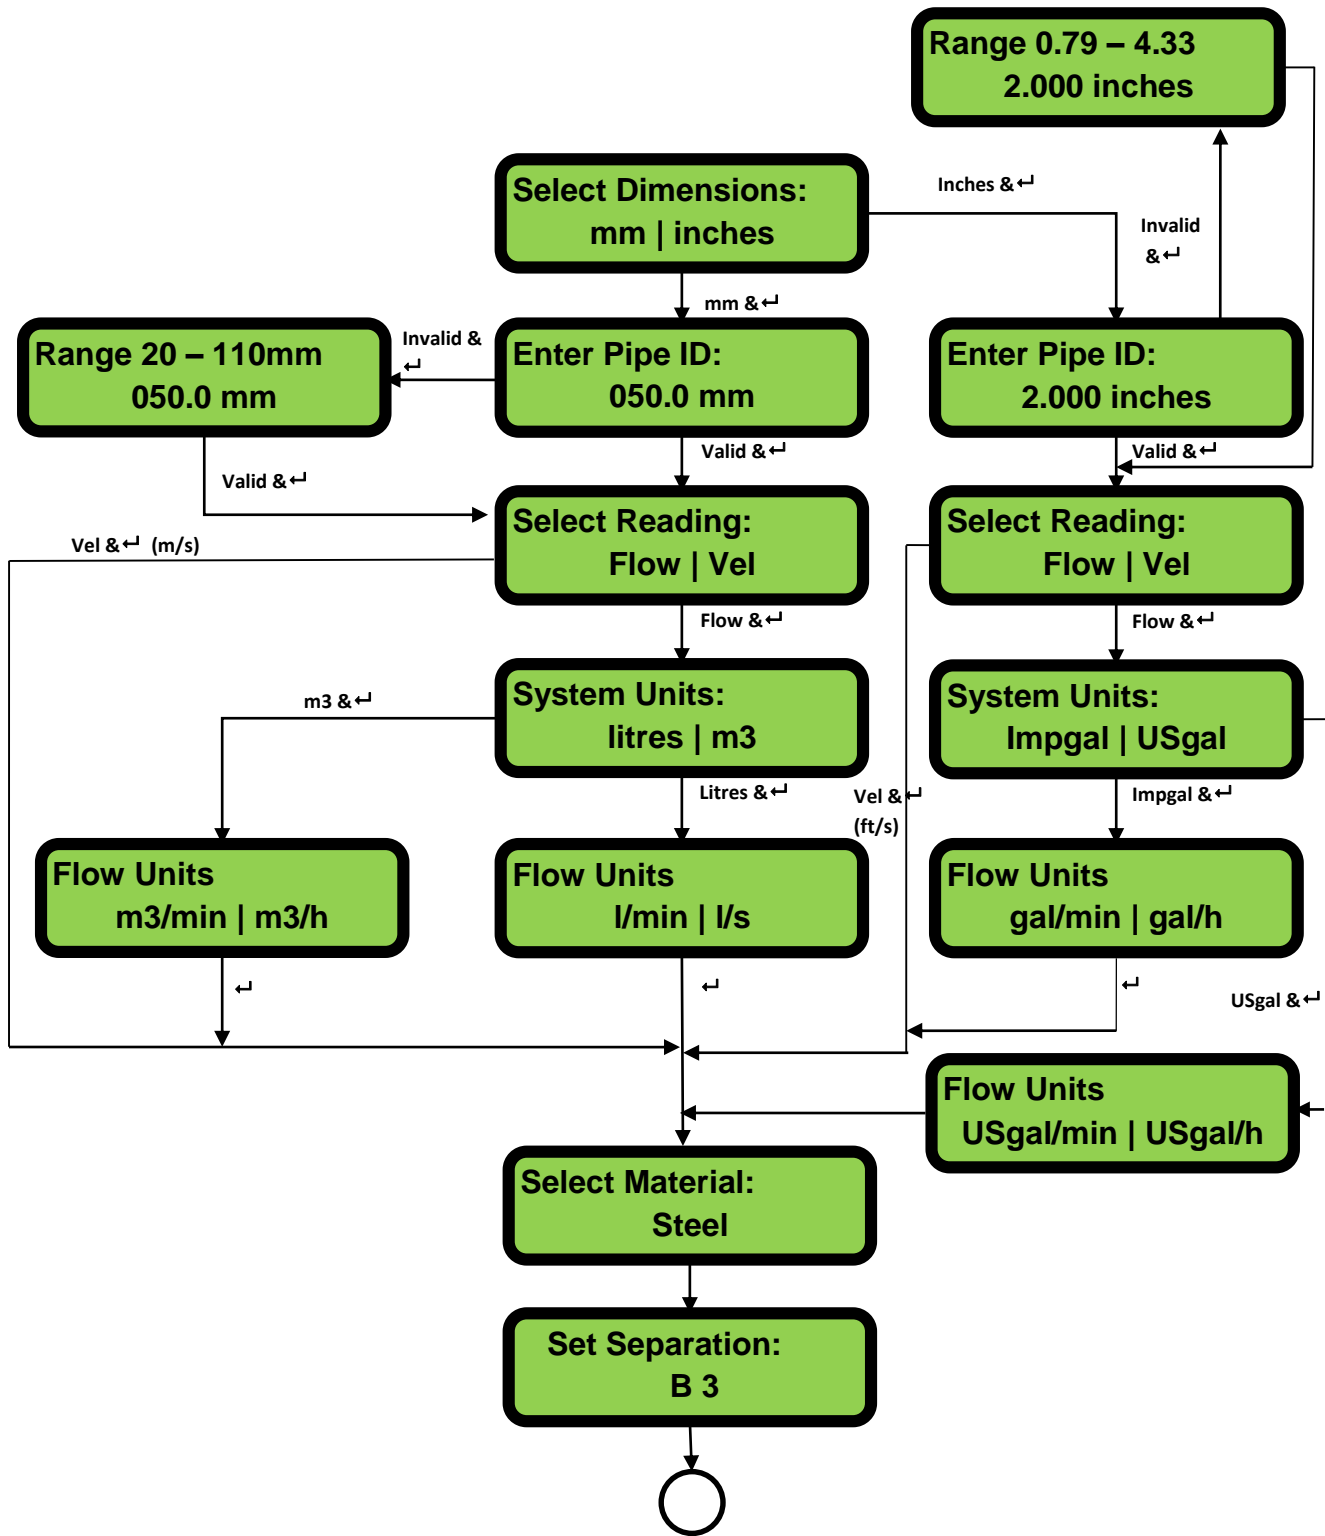 Range 0.79 – 4.33
2.000 inches
Select Dimensions:
mm | inches
Inches & ↵
Invalid
& ↵
mm & ↵
Range 20 – 110mm
050.0 mm
Invalid &
↵
Enter Pipe ID:
050.0 mm
Enter Pipe ID:
2.000 inches
Valid & ↵
Valid & ↵
Valid & ↵
Select Reading:
Flow | Vel
Select Reading:
Flow | Vel
Vel & ↵ (m/s)
Flow & ↵
Flow & ↵
m3 & ↵
System Units:
litres | m3
System Units:
Impgal | USgal
Litres & ↵
Vel & ↵
(ft/s)
Impgal & ↵
Flow Units
m3/min | m3/h
Flow Units
l/min | l/s
Flow Units
gal/min | gal/h
↵
↵
↵
USgal & ↵
Flow Units
USgal/min | USgal/h
Select Material:
Steel
Set Separation:
B 3